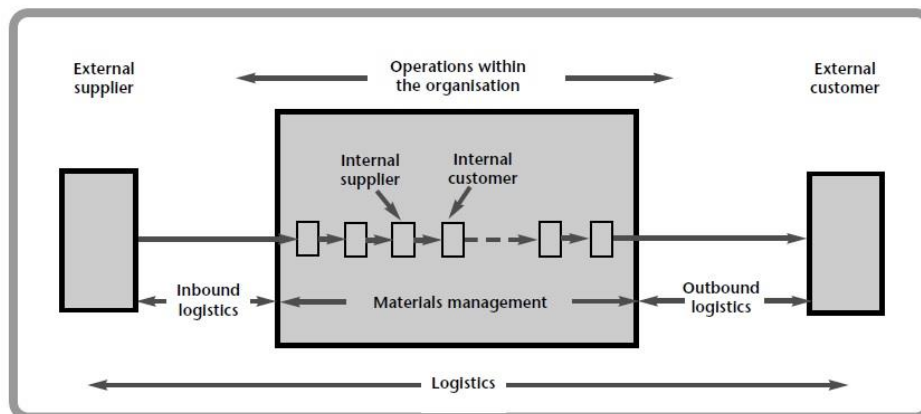 External
supplier
Operations within
the organisation
External
customer
Internal
supplier
Internal
customer
Inbound
logistics
Materials management
Outbound
logistics
Logistics